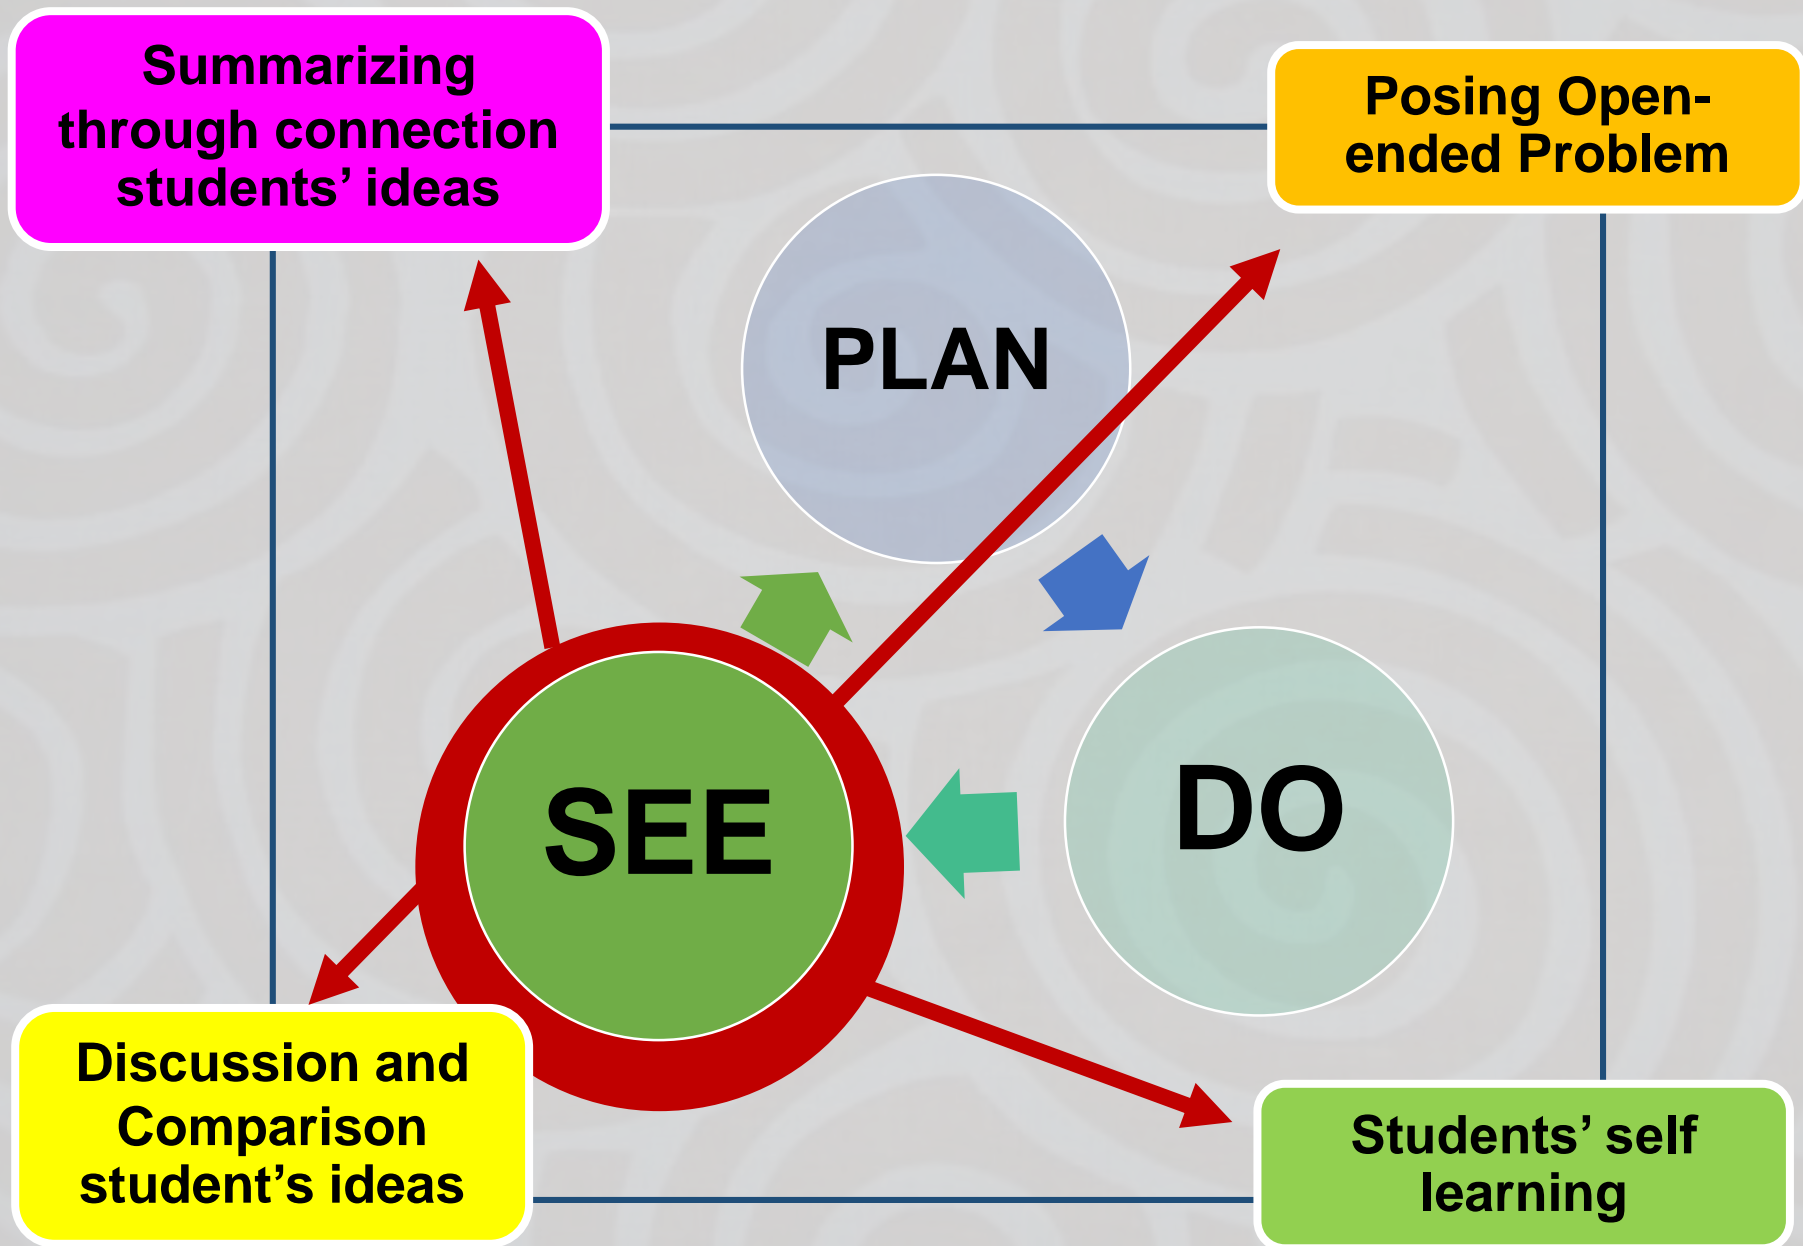 Summarizing
through connection
students’ ideas
Posing Open-
ended Problem
PLAN
DO
SEE
Discussion and
Comparison
student’s ideas
Students’ self
learning